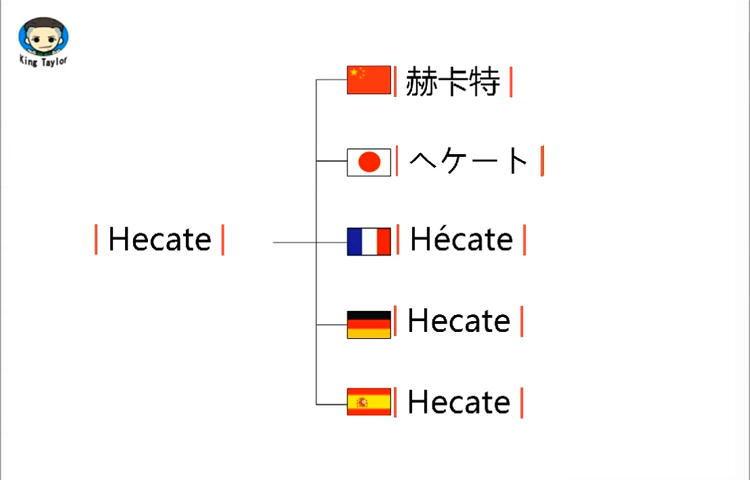 King Taylor
赫卡特
ヘケート
Hecate
Hécate
Hecate
Hecate